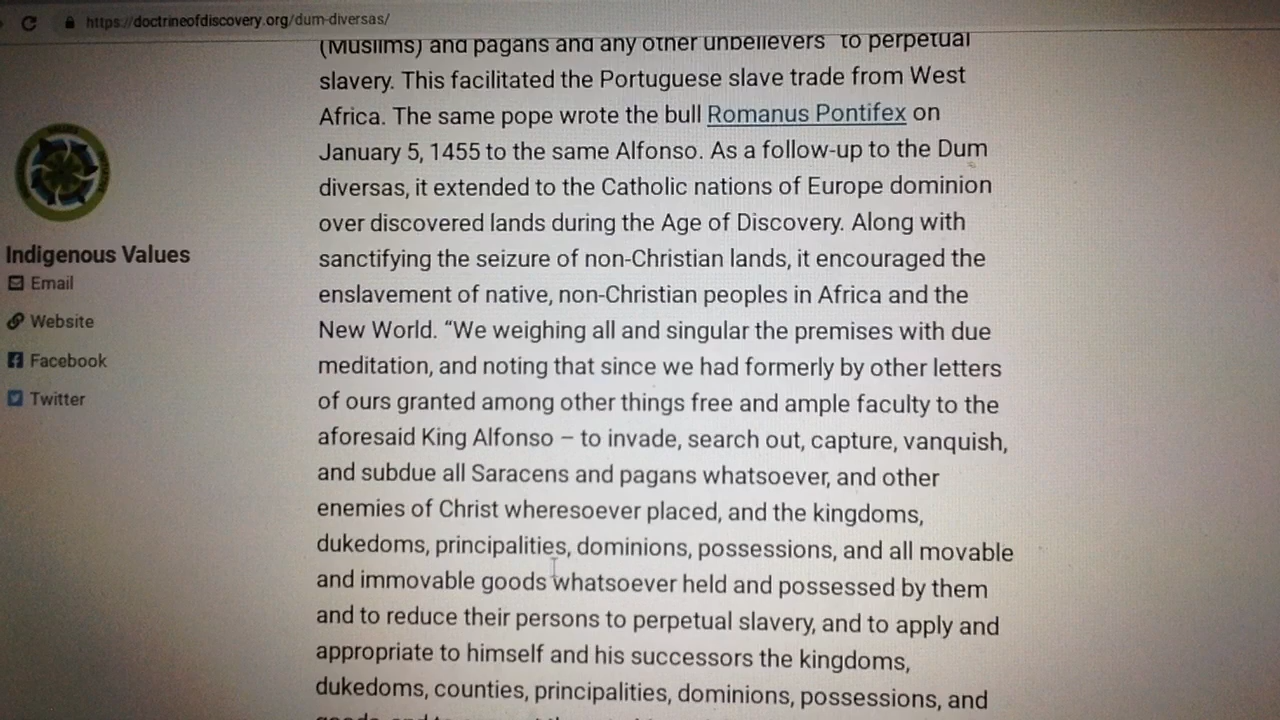 https://doctrineofdiscovery.org/dum-diversas/
(Muslims) and pagans and any other unbelievers" to perpetual
slavery. This facilitated the Portuguese slave trade from West
Africa. The same pope wrote the bull Romanus Pontifex on
January 5, 1455 to the same Alfonso. As a follow-up to the Dum
diversas, it extended to the Catholic nations of Europe dominion
over discovered lands during the Age of Discovery. Along with
sanctifying the seizure of non-Christian lands, it encouraged the
enslavement of native, non-Christian peoples in Africa and the
New World. “We weighing all and singular the premises with due
meditation, and noting that since we had formerly by other letters
of ours granted among other things free and ample faculty to the
aforesaid King Alfonso – to invade, search out, capture, vanquish,
and subdue all Saracens and pagans whatsoever, and other
enemies of Christ wheresoever placed, and the kingdoms,
dukedoms, principalities, dominions, possessions, and all movable
and immovable goods whatsoever held and possessed by them
and to reduce their persons to perpetual slavery, and to apply and
appropriate to himself and his successors the kingdoms,
dukedoms, counties, principalities, dominions, possessions, and
Indigenous Values
Email
Website
Facebook
Twitter